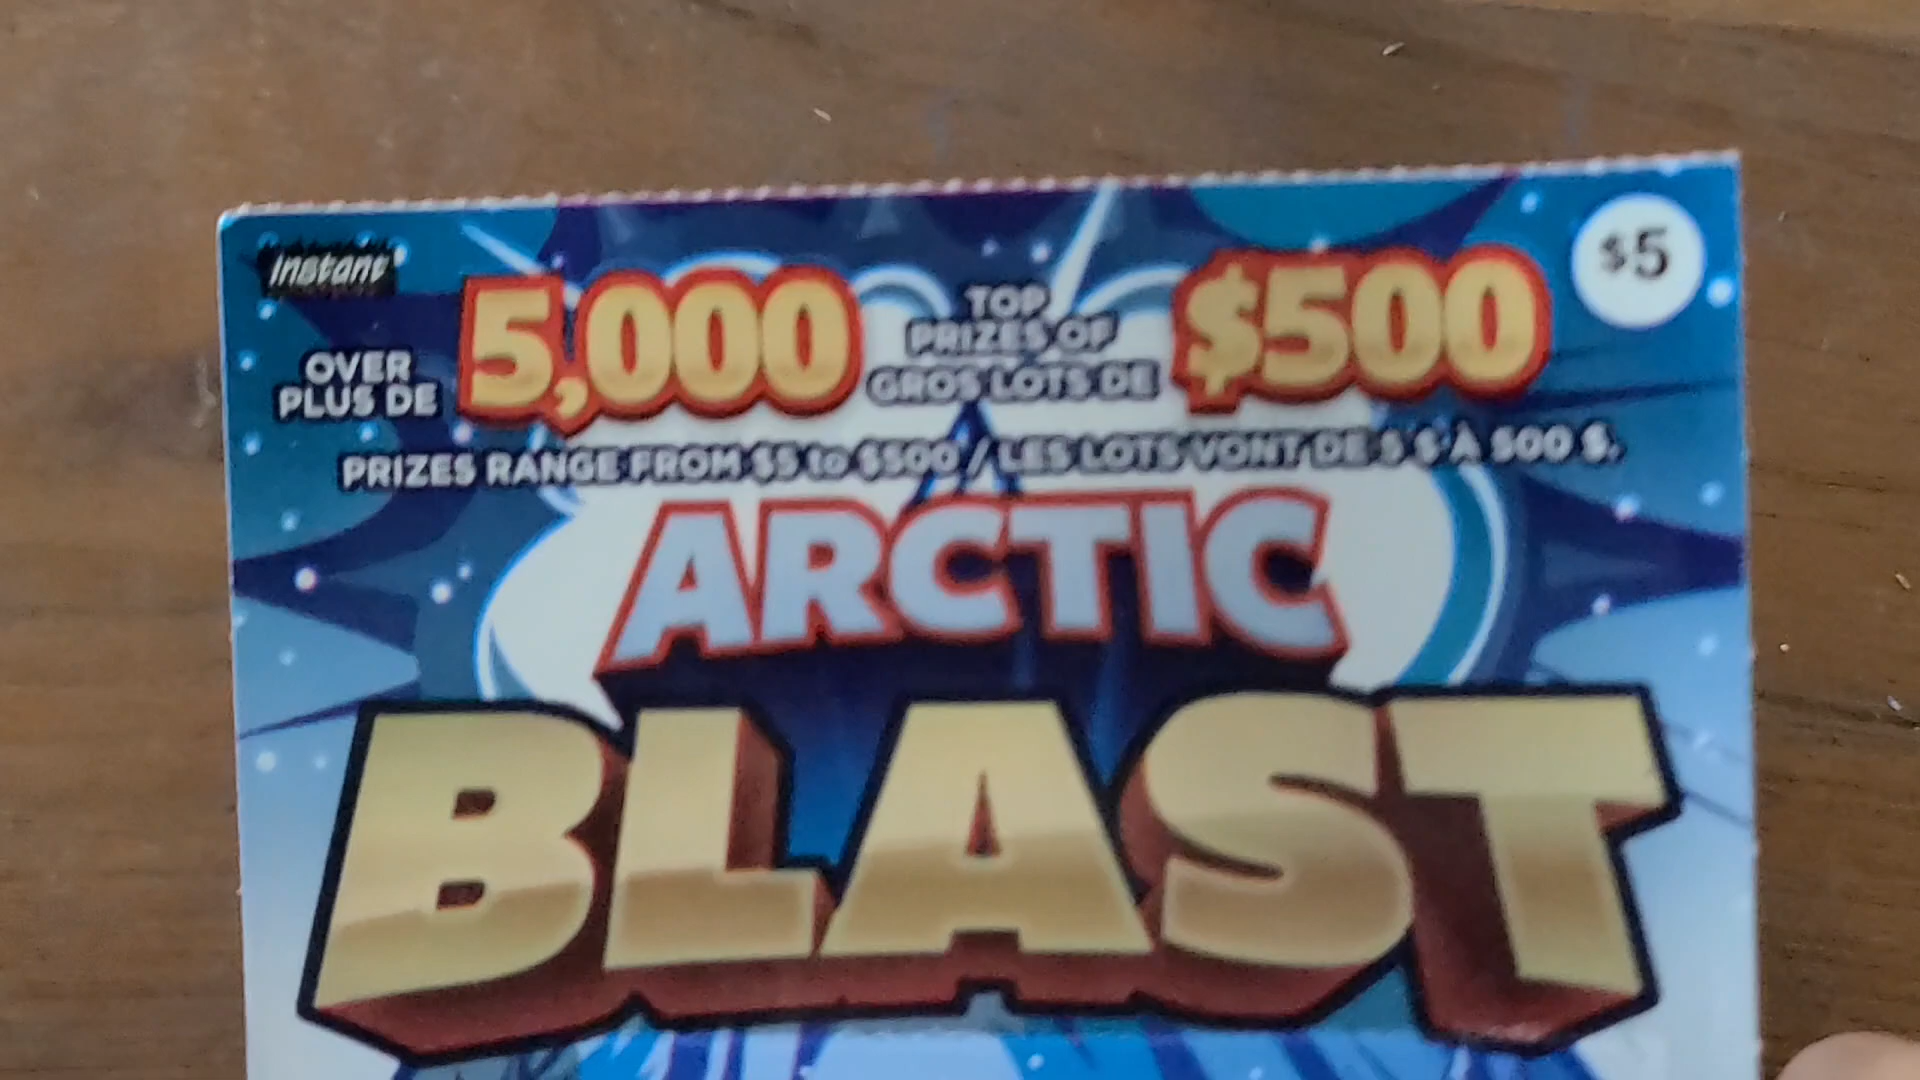 Instant
$5
OVER
PLUS DE
5,000
TOP
PRIZES OF
GROS LOTS DE
$500
PRIZES RANGE FROM $5 to $500 / LES LOTS VONT DE 5 $ À 500 $.
ARCTIC
BLAST